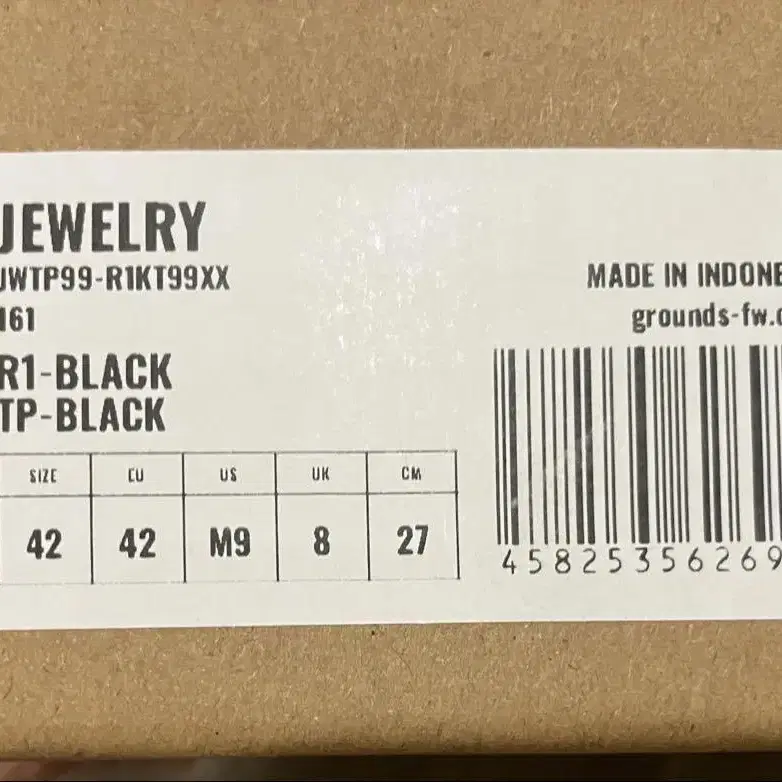 JEWELRY
JWTP99-R1KT99XX
161
R1-BLACK
TP-BLACK
SIZE EU US UK CM
42 42 M9 8 27
MADE IN INDONE
grounds-fw.c
45825356269